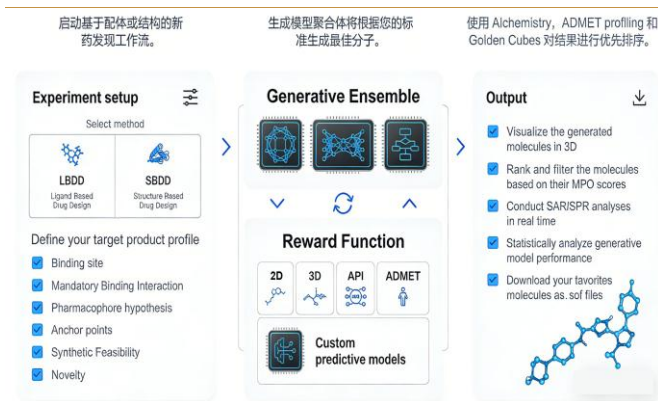 启动基于配体或结构的新
药发现工作流。
生成模型聚合体将根据您的标
准生成最佳分子。
使用 Alchemistry, ADMET proflling 和
Golden Cubes 对结果进行优先排序。
Experiment setup
Select method
LBDD
Ligand Based
Drug Design
SBDD
Structure Rased
Drug Design
Define your target product profile
Binding site
Mandatory Binding Interaction
Pharmacophore hypothesis
Anchor points
Synthetic Feasibility
Noveity
Generative Ensemble
Reward Function
2D
3D
API
ADMET
Custom
predictive models
Output
Visualize the generated
molecules in 3D
Rank and filter the molecules
based on their MPO scores
Conduct SAR/SPR analyses
in real time
Statistically analyze generative
model performance
Download your tavorites
molecules as.sof files